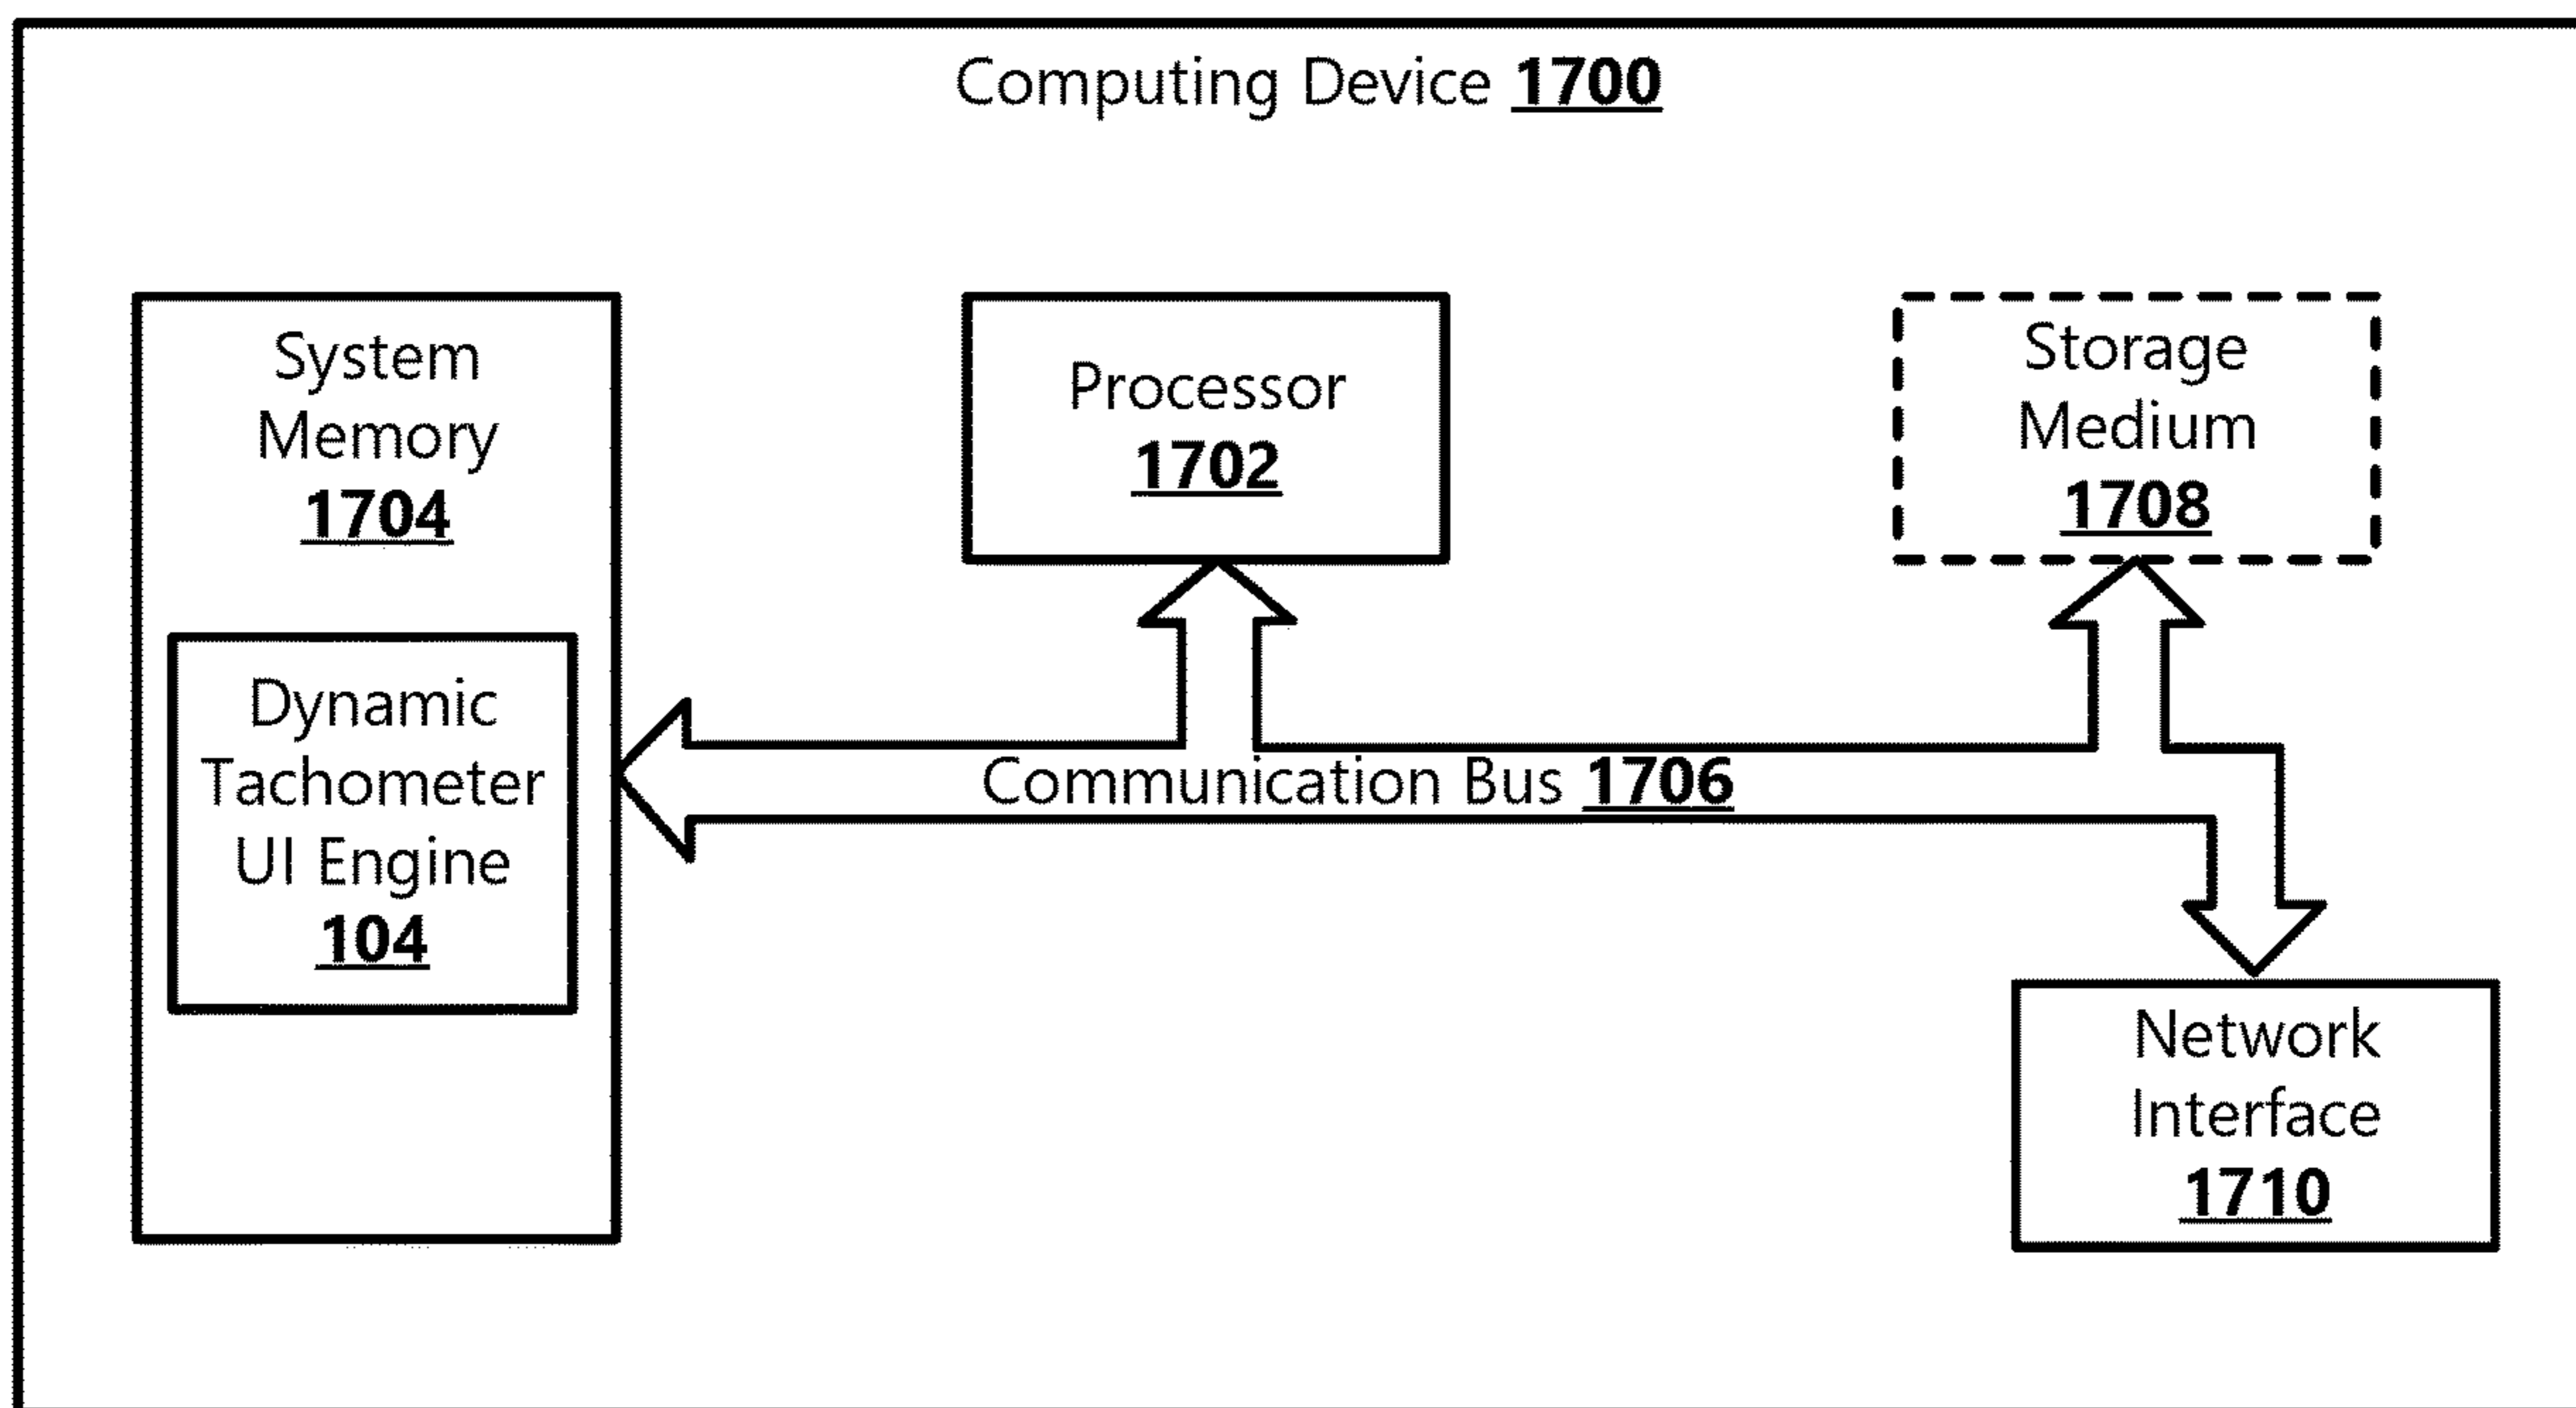 Computing Device 1700
System
Memory
1704
Dynamic
Tachometer
UI Engine
104
Processor
1702
Storage
Medium
1708
Communication Bus 1706
Network
Interface
1710